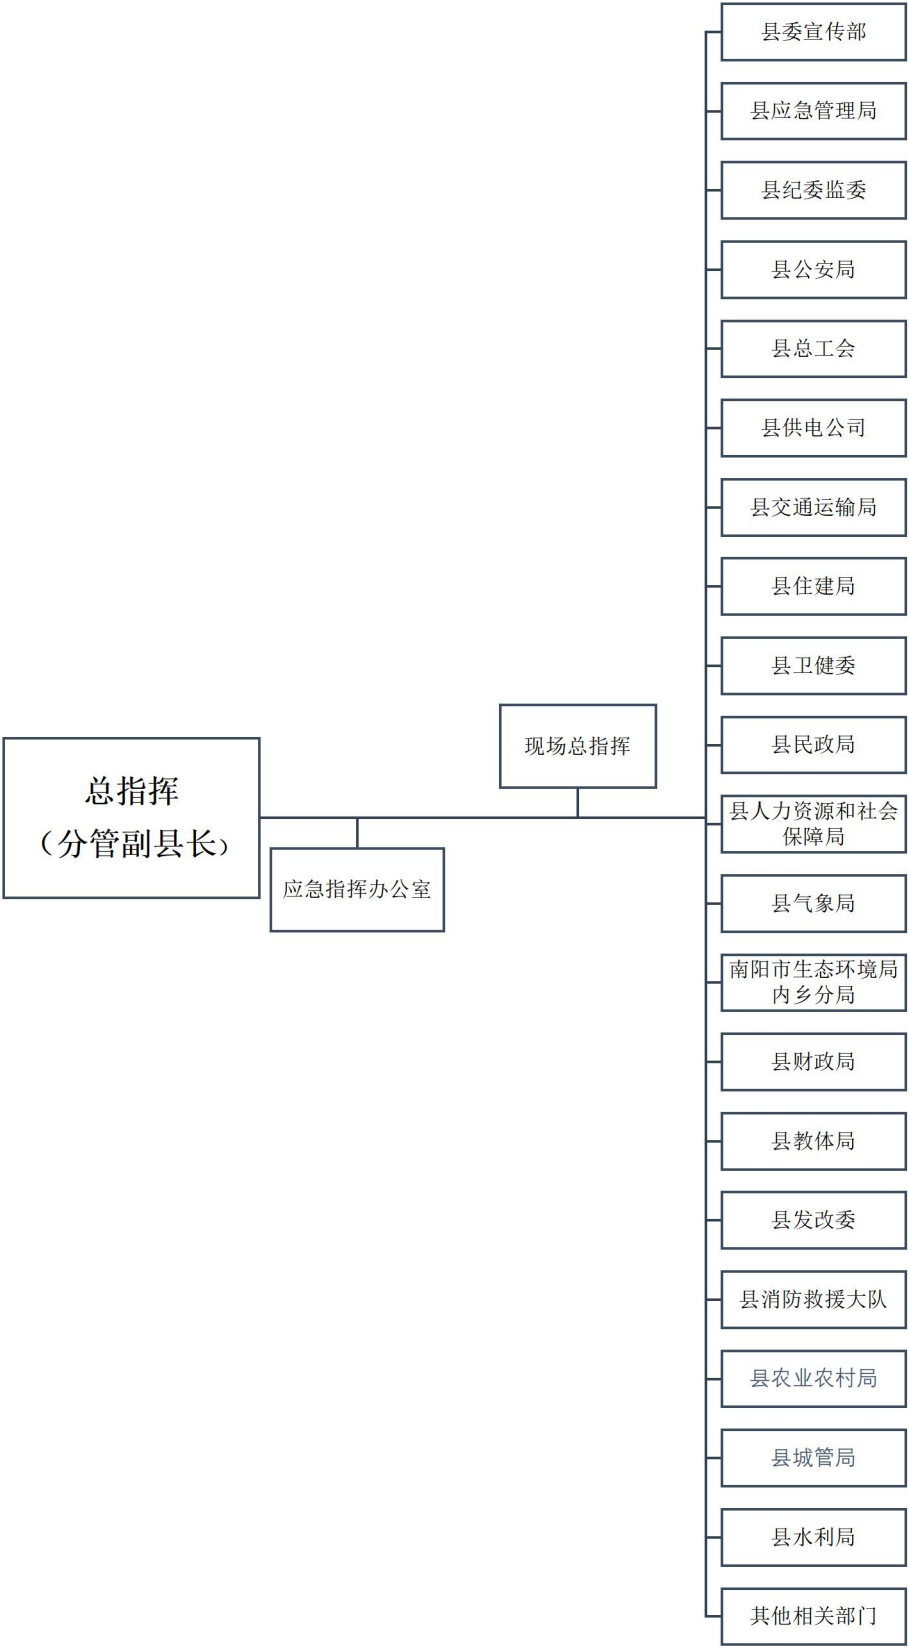 总指挥
（分管副县长）
应急指挥办公室
现场总指挥
县委宣传部
县应急管理局
县纪委监委
县公安局
县总工会
县供电公司
县交通运输局
县住建局
县卫健委
县民政局
县人力资源和社会
保障局
县气象局
南阳市生态环境局
内乡分局
县财政局
县教体局
县发改委
县消防救援大队
县农业农村局
县城管局
县水利局
其他相关部门